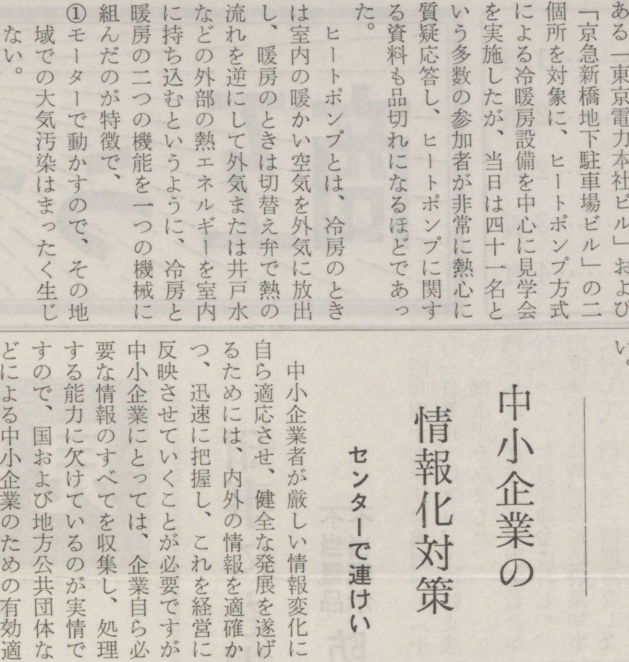 ある「東京電力本社ビル」および
「京急新橋地下駐車場ビル」の二
個所を対象に、ヒートポンプ方式
による冷暖房設備を中心に見学会
を実施したが、当日は四十一名と
いう多数の参加者が非常に熱心に
質疑応答し、ヒートポンプに関す
る資料も品切れになるほどであっ
た。
ヒートポンプとは、冷房のとき
は室内の暖かい空気を外気に放出
し、暖房のときは切替え弁で熱の
流れを逆にして外気または井戸水
などの外部の熱エネルギーを室内
に持ち込むというように、冷房と
暖房の二つの機能を一つの機械に
組んだのが特徴で、
①モーターで動かすので、その地
域での大気汚染はまったく生じ
ない。
い。
中小企業の
情報化対策
センターで連けい
中小企業者が厳しい情報変化に
自ら適応させ、健全な発展を遂げ
るためには、内外の情報を適確か
つ、迅速に把握し、これを経営に
反映させていくことが必要ですが
中小企業にとっては、企業自ら必
要な情報のすべてを収集し、処理
する能力に欠けているのが実情で
すので、国および地方公共団体な
どによる中小企業のための有効適